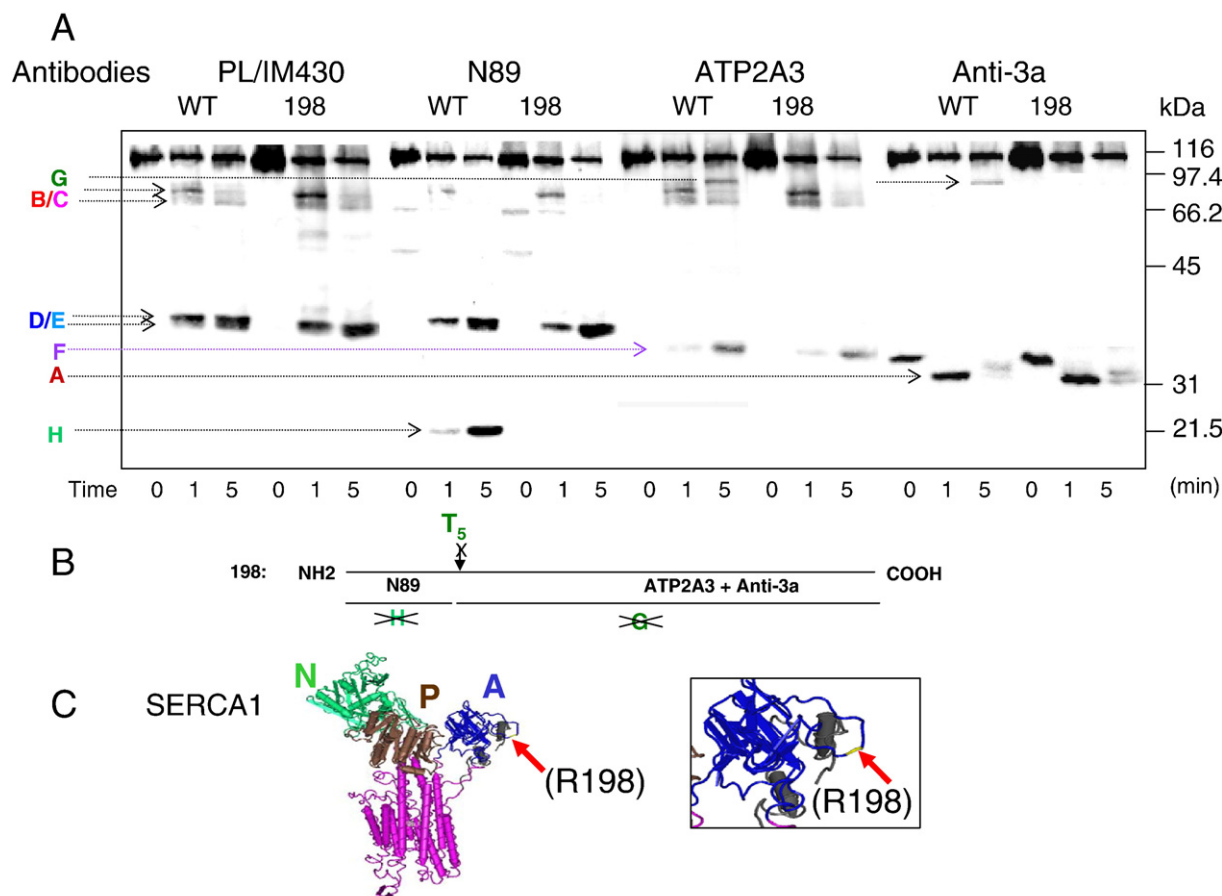 A
Antibodies PL/IM430 N89 ATP2A3 Anti-3a
WT 198 WT 198 WT 198 WT 198 kDa
116
G
97.4
B/C
66.2
45
D/E
F
A
31
H
21.5
Time 0 1 5 0 1 5 0 1 5 0 1 5 0 1 5 0 1 5 0 1 5 0 1 5 (min)
T5
B
198: NH2 COOH
N89 ATP2A3 + Anti-3a
H G
C SERCA1 N P A
(R198) (R198)